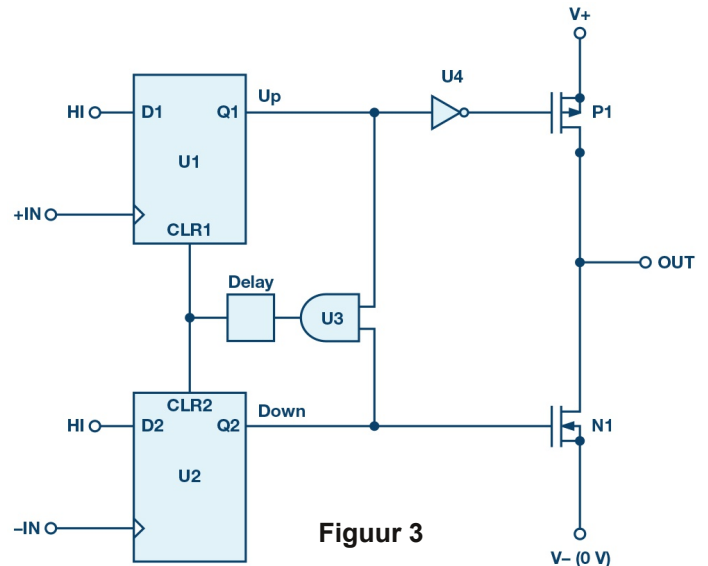 V+
U4
Up
HI
D1
Q1
P1
U1
+IN
CLR1
OUT
Delay
U3
CLR2
Down
HI
D2
Q2
N1
U2
–IN
Figuur 3
V– (0 V)